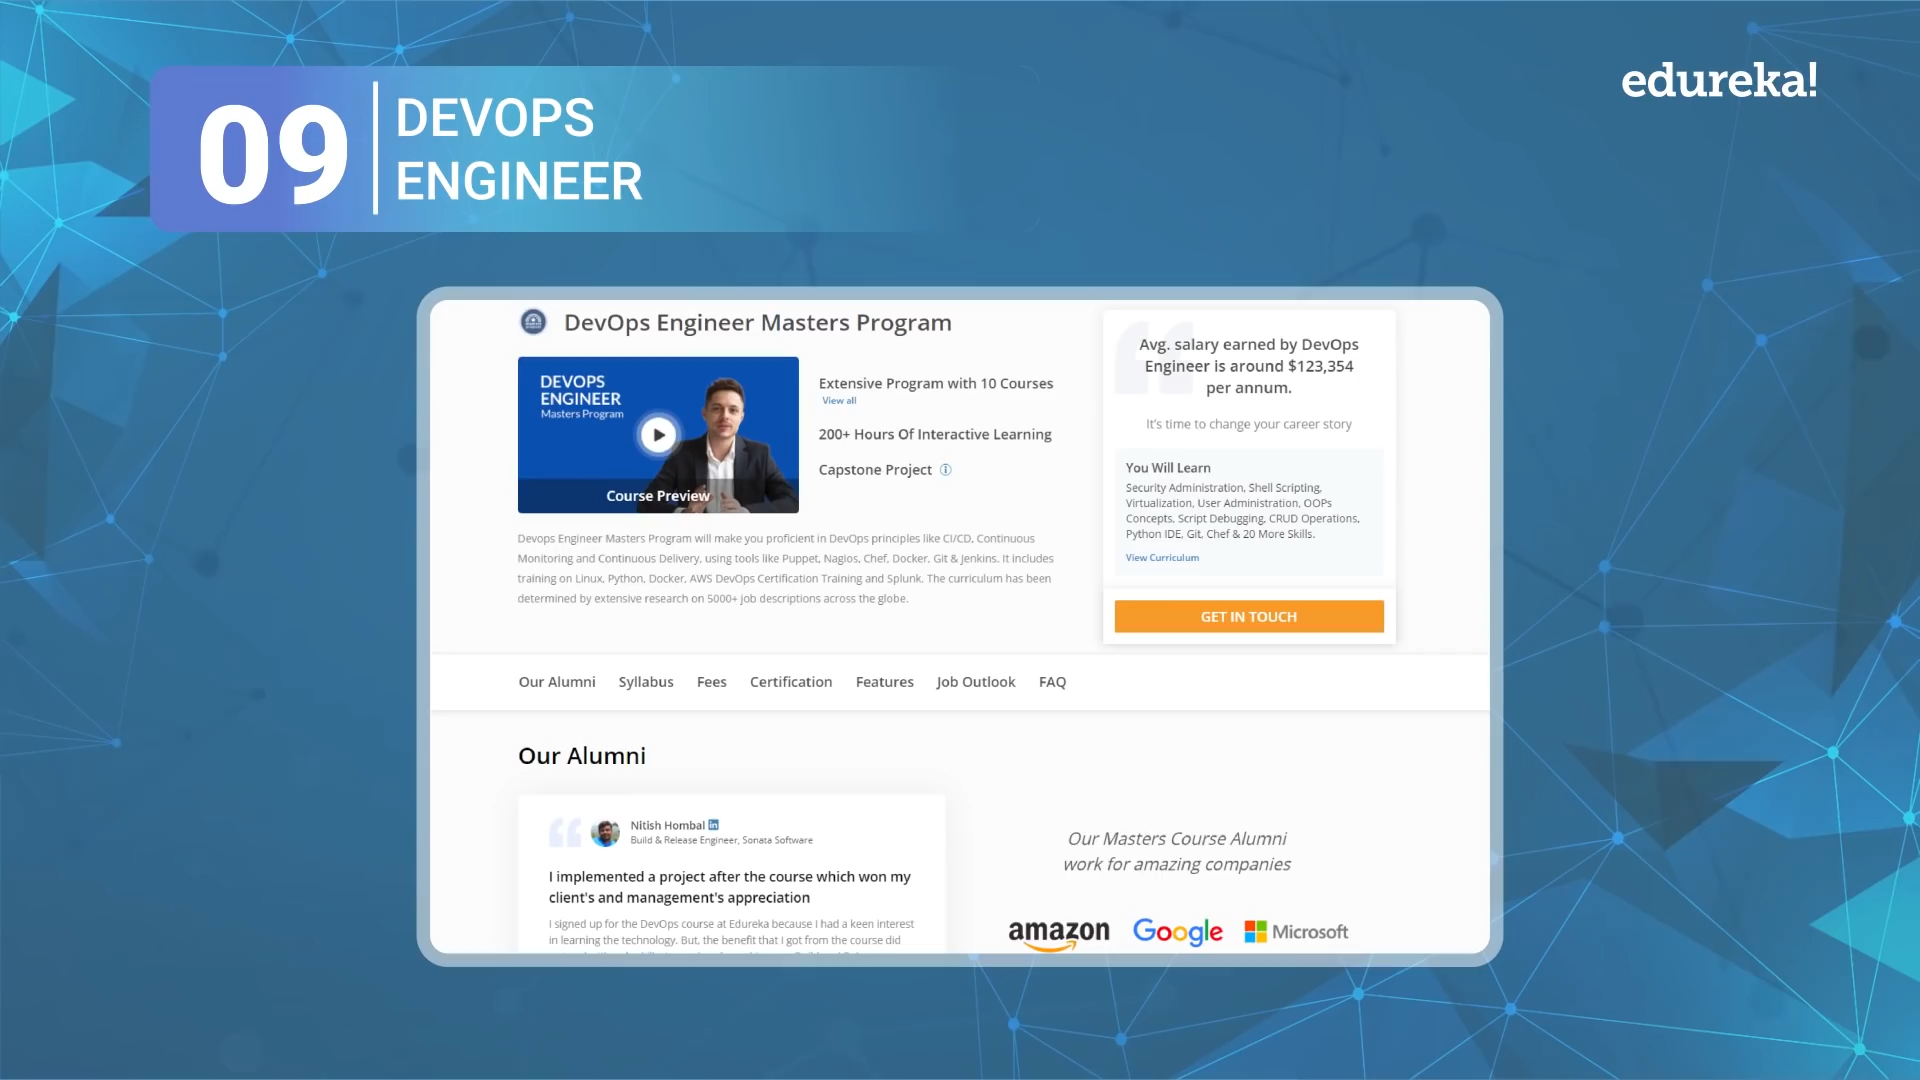 edureka!
09
DEVOPS
ENGINEER
DevOps Engineer Masters Program
DEVOPS
ENGINEER
Masters Program
Course Preview
Extensive Program with 10 Courses
View all
200+ Hours Of Interactive Learning
Capstone Project
Devops Engineer Masters Program will make you proficient in DevOps principles like CI/CD, Continuous
Monitoring and Continuous Delivery, using tools like Puppet, Nagios, Chef, Docker, Git & Jenkins. It includes
training on Linux, Python, Docker, AWS DevOps Certification Training and Splunk. The curriculum has been
determined by extensive research on 5000+ job descriptions across the globe.
Avg. salary earned by DevOps
Engineer is around $123,354
per annum.
It's time to change your career story
You Will Learn
Security Administration, Shell Scripting,
Virtualization, User Administration, OOPs
Concepts, Script Debugging, CRUD Operations,
Python IDE, Git, Chef & 20 More Skills.
View Curriculum
GET IN TOUCH
Our Alumni Syllabus Fees Certification Features Job Outlook FAQ
Our Alumni
Nitish Hombal in
Build & Release Engineer, Sonata Software
I implemented a project after the course which won my
client's and management's appreciation
I signed up for the DevOps course at Edureka because I had a keen interest
in learning the technology. But, the benefit that I got from the course did
Our Masters Course Alumni
work for amazing companies
amazon Google Microsoft